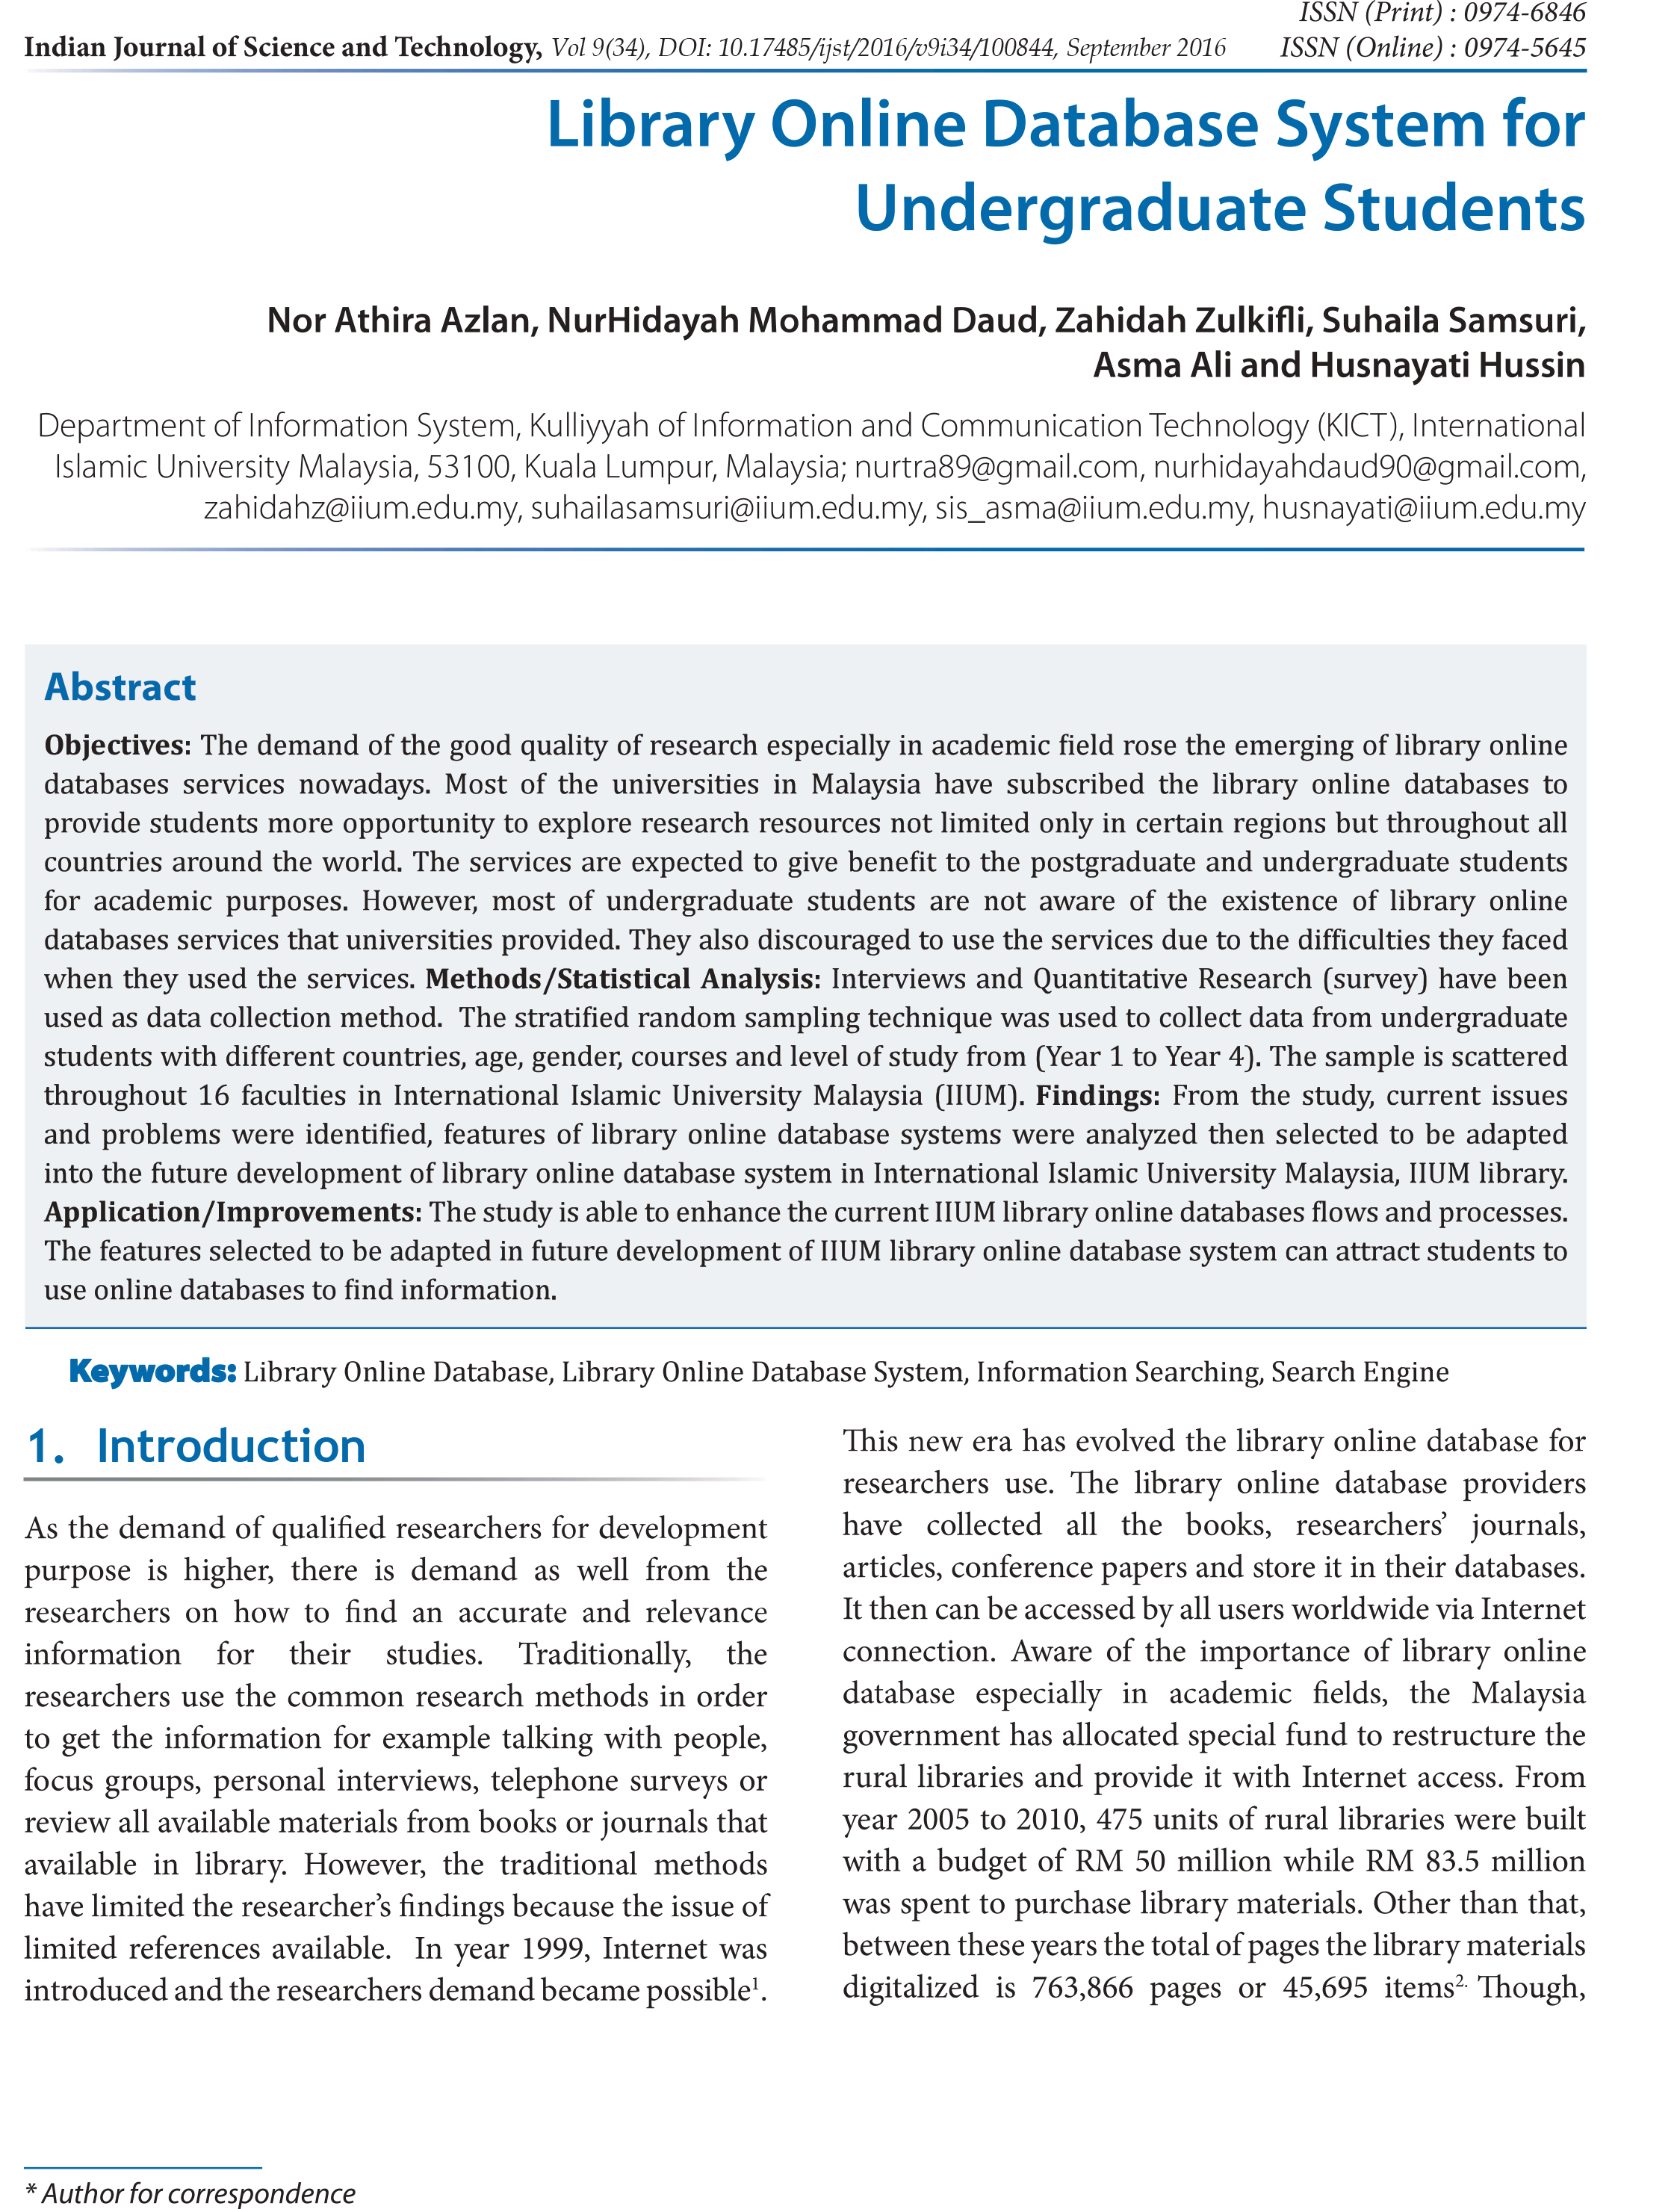 ISSN (Print) : 0974-6846
Indian Journal of Science and Technology, Vol 9(34), DOI: 10.17485/ijst/2016/v9i34/100844, September 2016 ISSN (Online) : 0974-5645
Library Online Database System for
Undergraduate Students
Nor Athira Azlan, NurHidayah Mohammad Daud, Zahidah Zulkifli, Suhaila Samsuri,
Asma Ali and Husnayati Hussin
Department of Information System, Kulliyyah of Information and Communication Technology (KICT), International
Islamic University Malaysia, 53100, Kuala Lumpur, Malaysia; nurtra89@gmail.com, nurhidayahdaud90@gmail.com,
zahidahz@iium.edu.my, suhailasamsuri@iium.edu.my, sis_asma@iium.edu.my, husnayati@iium.edu.my
Abstract
Objectives: The demand of the good quality of research especially in academic field rose the emerging of library online
databases services nowadays. Most of the universities in Malaysia have subscribed the library online databases to
provide students more opportunity to explore research resources not limited only in certain regions but throughout all
countries around the world. The services are expected to give benefit to the postgraduate and undergraduate students
for academic purposes. However, most of undergraduate students are not aware of the existence of library online
databases services that universities provided. They also discouraged to use the services due to the difficulties they faced
when they used the services. Methods/Statistical Analysis: Interviews and Quantitative Research (survey) have been
used as data collection method. The stratified random sampling technique was used to collect data from undergraduate
students with different countries, age, gender, courses and level of study from (Year 1 to Year 4). The sample is scattered
throughout 16 faculties in International Islamic University Malaysia (IIUM). Findings: From the study, current issues
and problems were identified, features of library online database systems were analyzed then selected to be adapted
into the future development of library online database system in International Islamic University Malaysia, IIUM library.
Application/Improvements: The study is able to enhance the current IIUM library online databases flows and processes.
The features selected to be adapted in future development of IIUM library online database system can attract students to
use online databases to find information.
Keywords: Library Online Database, Library Online Database System, Information Searching, Search Engine
1. Introduction
As the demand of qualified researchers for development
purpose is higher, there is demand as well from the
researchers on how to find an accurate and relevance
information for their studies. Traditionally, the
researchers use the common research methods in order
to get the information for example talking with people,
focus groups, personal interviews, telephone surveys or
review all available materials from books or journals that
available in library. However, the traditional methods
have limited the researcher's findings because the issue of
limited references available. In year 1999, Internet was
introduced and the researchers demand became possible¹.
This new era has evolved the library online database for
researchers use. The library online database providers
have collected all the books, researchers' journals,
articles, conference papers and store it in their databases.
It then can be accessed by all users worldwide via Internet
connection. Aware of the importance of library online
database especially in academic fields, the Malaysia
government has allocated special fund to restructure the
rural libraries and provide it with Internet access. From
year 2005 to 2010, 475 units of rural libraries were built
with a budget of RM 50 million while RM 83.5 million
was spent to purchase library materials. Other than that,
between these years the total of pages the library materials
digitalized is 763,866 pages or 45,695 items². Though,
* Author for correspondence